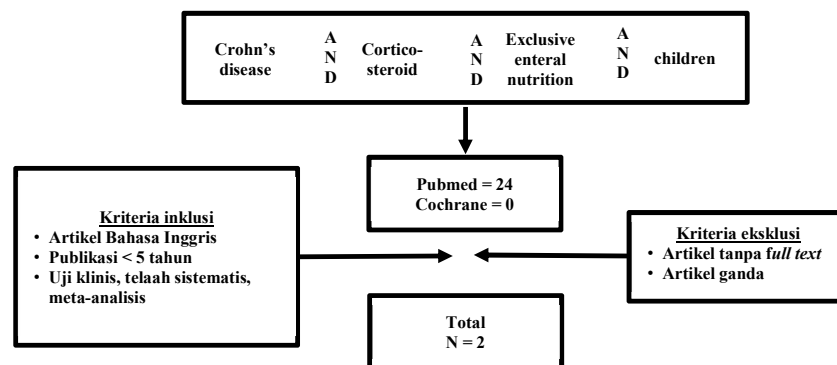 Crohn's
disease
A
N
D
Cortico-
steroid
A
N
D
Exclusive
enteral
nutrition
A
N
D
children
Pubmed = 24
Cochrane = 0
Kriteria inklusi
• Artikel Bahasa Inggris
• Publikasi < 5 tahun
• Uji klinis, telaah sistematis,
meta-analisis
Kriteria eksklusi
• Artikel tanpa full text
• Artikel ganda
Total
N = 2